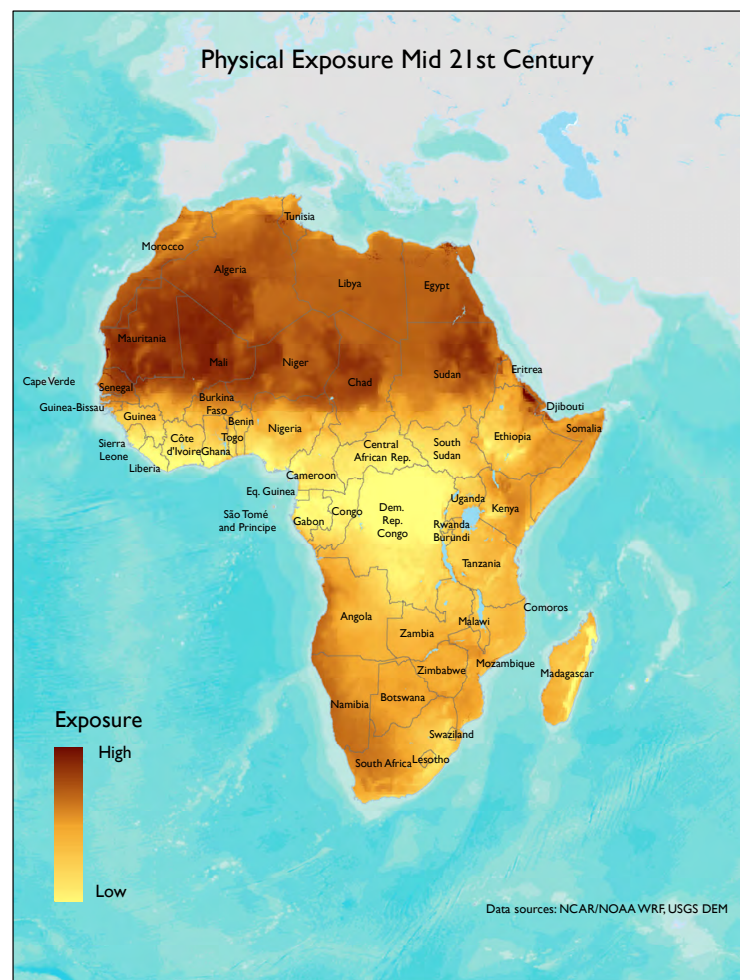 Physical Exposure Mid 21st Century
Tunisia
Morocco
Algeria
Libya
Egypt
Mauritania
Mali
Niger
Chad
Sudan
Eritrea
Cape Verde
Senegal
Burkina
Faso
Djibouti
Guinea-Bissau
Guinea
Benin
Nigeria
Somalia
Sierra
Leone
Côte
d'Ivoire
Ghana
Togo
Central
African Rep.
South
Sudan
Ethiopia
Liberia
Cameroon
Eq. Guinea
Uganda
Kenya
São Tomé
and Principe
Gabon
Congo
Dem.
Rep.
Congo
Rwanda
Burundi
Tanzania
Comoros
Angola
Malawi
Zambia
Mozambique
Zimbabwe
Madagascar
Namibia
Botswana
Swaziland
South Africa
Lesotho
Exposure
High
Low
Data sources: NCAR/NOAA WRF, USGS DEM